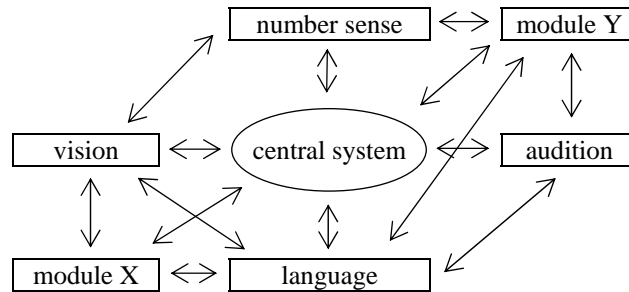 number sense
module Y
vision
central system
audition
module X
language